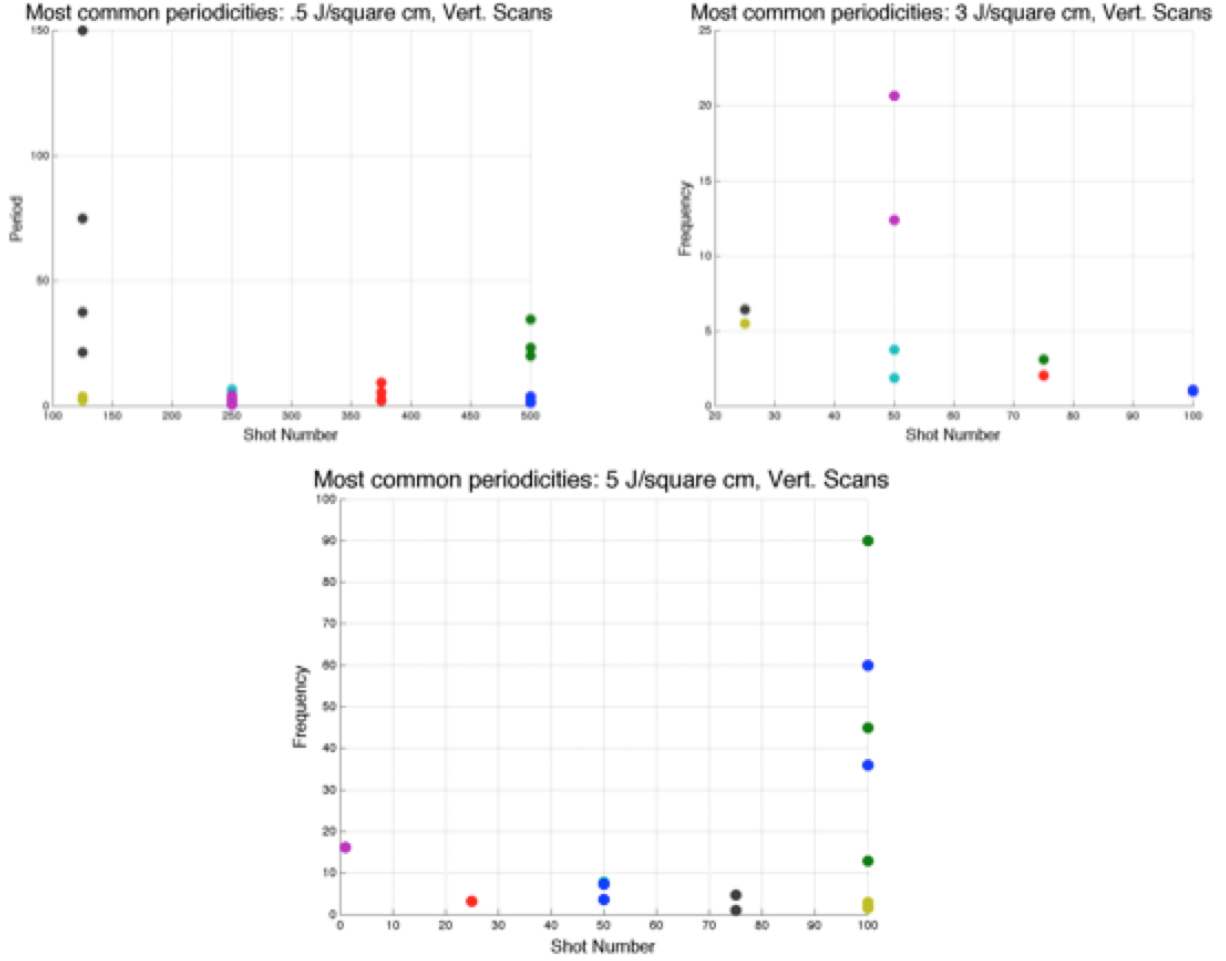 Most common periodicities: .5 J/square cm, Vert. Scans
150
100
50
0
Period
100 150 200 250 300 350 400 450 500
Shot Number
Most common periodicities: 3 J/square cm, Vert. Scans
25
20
15
10
5
0
Frequency
20 30 40 50 60 70 80 90 100
Shot Number
Most common periodicities: 5 J/square cm, Vert. Scans
100
90
80
70
60
50
40
30
20
10
0
Frequency
0 10 20 30 40 50 60 70 80 90 100
Shot Number